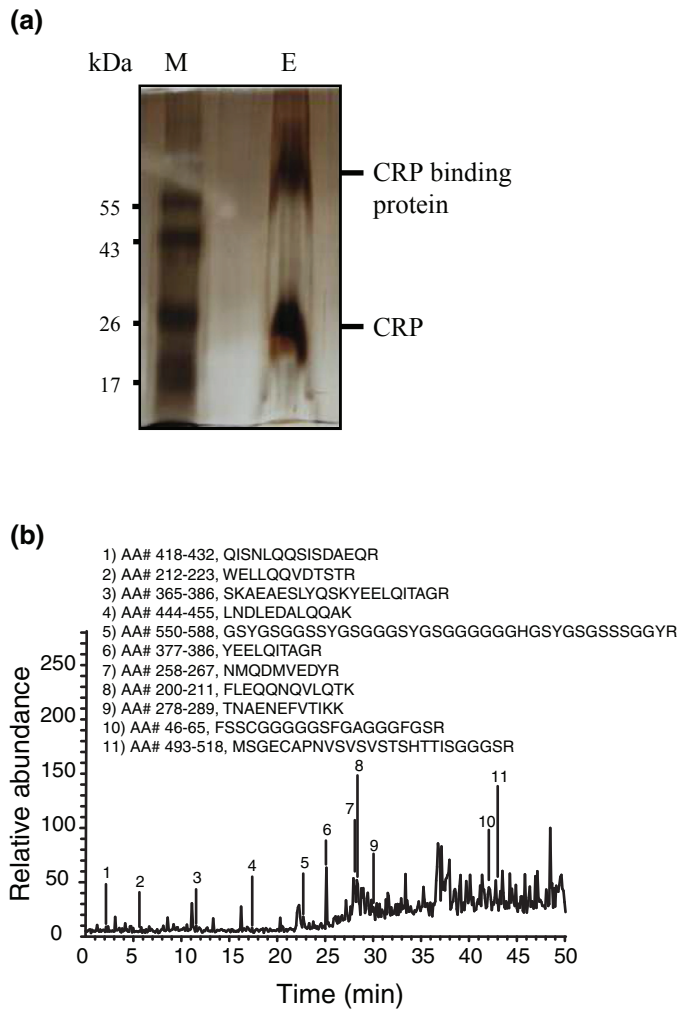 (a)
kDa M E
CRP binding
protein
55
43
26
CRP
17
(b)
1) AA# 418-432, QISNLQQSISDAEQR
2) AA# 212-223, WELLQQVDTSTR
3) AA# 365-386, SKAEAESLYQSKYEELQITAGR
4) AA# 444-455, LNDLEDALQQAK
5) AA# 550-588, GSYGSGGSSYGSGGGSYGSGGGGGGHGSYGSGSSSGGYR
6) AA# 377-386, YEELQITAGR
7) AA# 258-267, NMQDMVEDYR
8) AA# 200-211, FLEQQNQVLQTK
9) AA# 278-289, TNAENEFVTIKK
10) AA# 46-65, FSSCGGGGGSFGAGGGFGSR
11) AA# 493-518, MSGECAPNVSVSVSTSHTTISGGGSR
Relative abundance
250
200
150
100
50
0
1 2 3 4 5 6 7 8 9 10 11
0 5 10 15 20 25 30 35 40 45 50
Time (min)